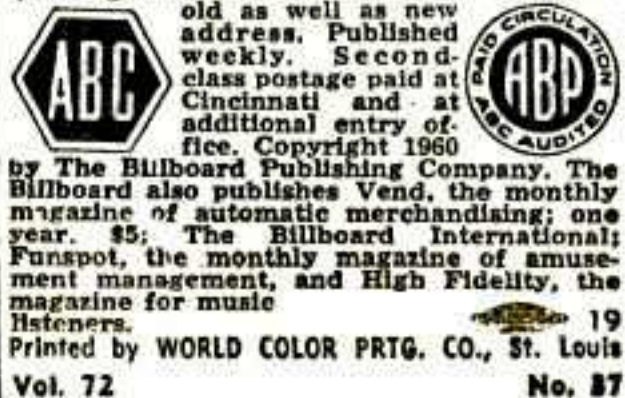 old as well as new
address. Published
weekly. Second-
class postage paid at
Cincinnati and at
additional entry of-
fice. Copyright 1960
by The Billboard Publishing Company. The
Billboard also publishes Vend, the monthly
magazine of automatic merchandising; one
year, $5; The Billboard International;
Funspot, the monthly magazine of amuse-
ment management, and High Fidelity, the
magazine for music
listeners.
19
Printed by WORLD COLOR PRTG. CO., St. Louis
Vol. 72 No. 37
ABC
PAID CIRCULATION
ABP
ABC AUDITED